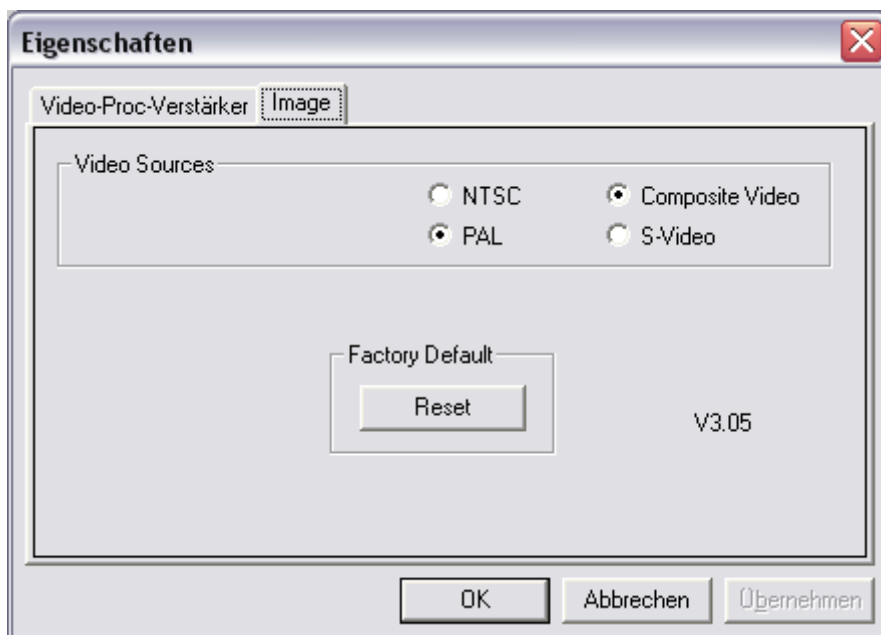 Eigenschaften
Video-Proc-Verstärker Image
Video Sources
NTSC Composite Video
PAL S-Video
Factory Default
Reset
V3.05
OK Abbrechen Übernehmen